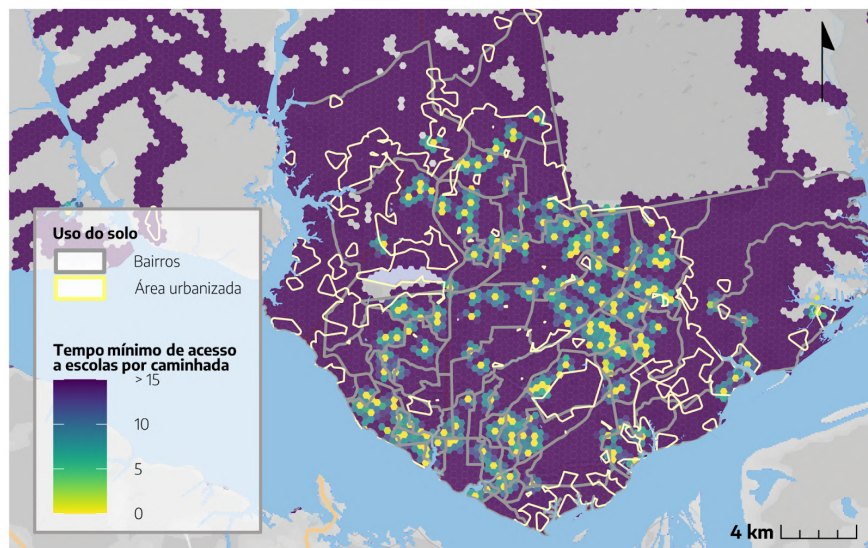 Uso do solo
Bairros
Área urbanizada
Tempo mínimo de acesso
a escolas por caminhada
> 15
10
5
0
4 km